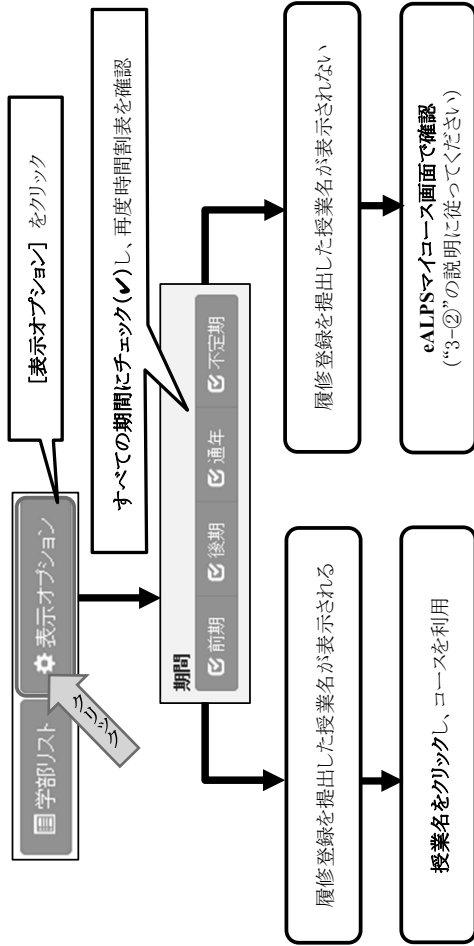 学部リスト
表示オプション
クリック
[表示オプション] をクリック
すべての期間にチェック(✔)し、再度時間割表を確認
期間
前期
後期
通年
不定期
履修登録を提出した授業名が表示される
履修登録を提出した授業名が表示されない
授業名をクリックし、コースを利用
eALPSマイコース画面で確認
(“3-②”の説明に従ってください)